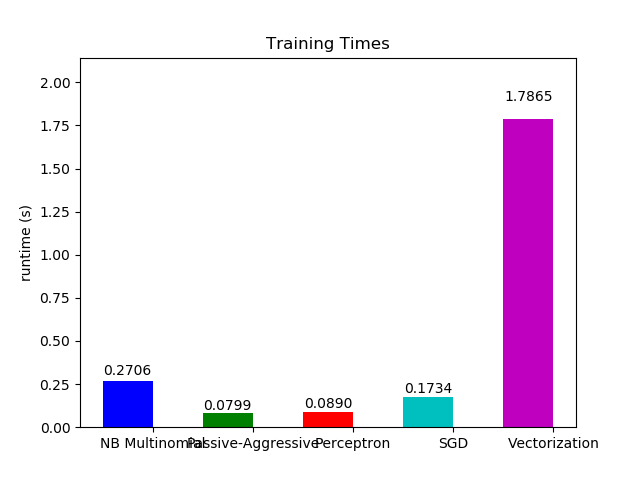 Training Times
2.00
1.7865
1.75
1.50
1.25
runtime (s)
1.00
0.75
0.50
0.2706
0.25
0.0799
0.0890
0.1734
0.00
NB Multinomial
Passive-Aggressive
Perceptron
SGD
Vectorization